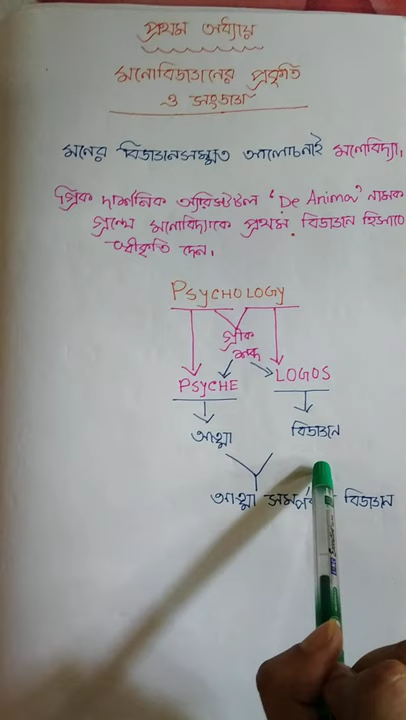 প্রথম অধ্যায়
মনোবিজ্ঞানের প্রকৃতি
ও সংজ্ঞা
মনের বিজ্ঞানসম্মত আলোচনাই মনোবিদ্যা।
গ্রিক দার্শনিক অ্যারিস্টটল 'De Anima' নামক
গ্রন্থে মনোবিদ্যাকে প্রথম বিজ্ঞান হিসাবে
স্বীকৃতি দেন।
PSYCHOLOGY
গ্রীক
শব্দ
PSYCHE LOGOS
আত্মা বিজ্ঞান
আত্মা বিজ্ঞান